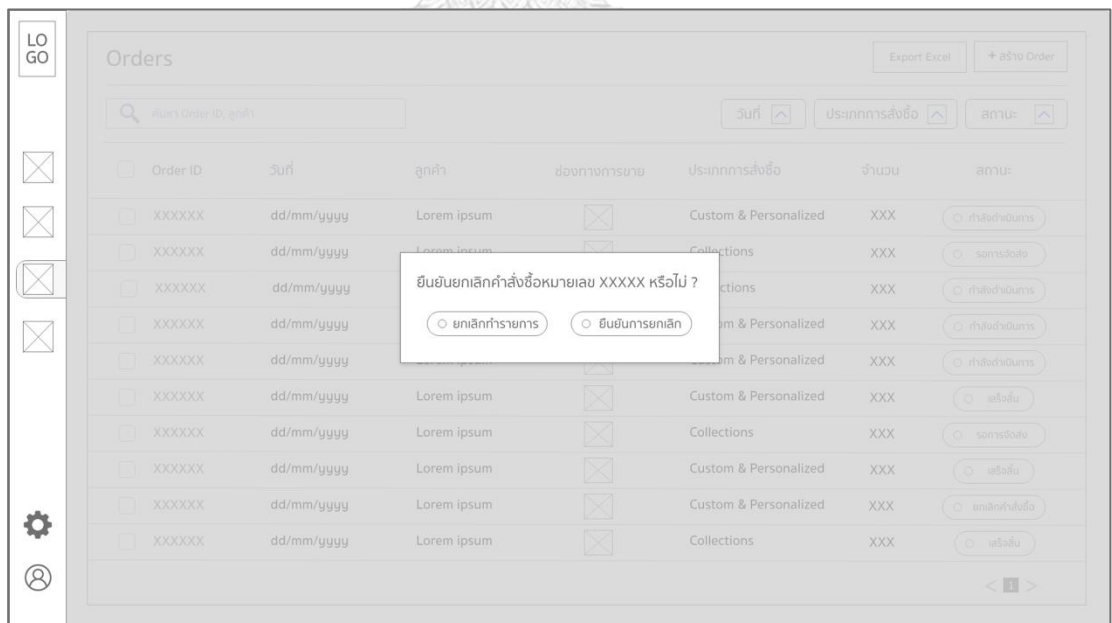 LO
GO
Orders
Export Excel
+ สร้าง Order
ค้นหา Order ID, ลูกค้า
วันที่
ประเภทการสั่งซื้อ
สถานะ
Order ID วันที่ ลูกค้า ช่องทางการขาย ประเภทการสั่งซื้อ จำนวน สถานะ
XXXXXX dd/mm/yyyy Lorem ipsum Custom & Personalized XXX กำลังดำเนินการ
XXXXXX dd/mm/yyyy Lorem ipsum Collections XXX รอการจัดส่ง
XXXXXX dd/mm/yyyy ctions XXX กำลังดำเนินการ
XXXXXX dd/mm/yyyy om & Personalized XXX กำลังดำเนินการ
XXXXXX dd/mm/yyyy Lorem ipsum Custom & Personalized XXX กำลังดำเนินการ
XXXXXX dd/mm/yyyy Lorem ipsum Custom & Personalized XXX เสร็จสิ้น
XXXXXX dd/mm/yyyy Lorem ipsum Collections XXX รอการจัดส่ง
XXXXXX dd/mm/yyyy Lorem ipsum Custom & Personalized XXX เสร็จสิ้น
XXXXXX dd/mm/yyyy Lorem ipsum Custom & Personalized XXX ยกเลิกคำสั่งซื้อ
XXXXXX dd/mm/yyyy Lorem ipsum Collections XXX เสร็จสิ้น
< 1 >
ยืนยันยกเลิกคำสั่งซื้อหมายเลข XXXXX หรือไม่ ?
ยกเลิกทำรายการ
ยืนยันการยกเลิก